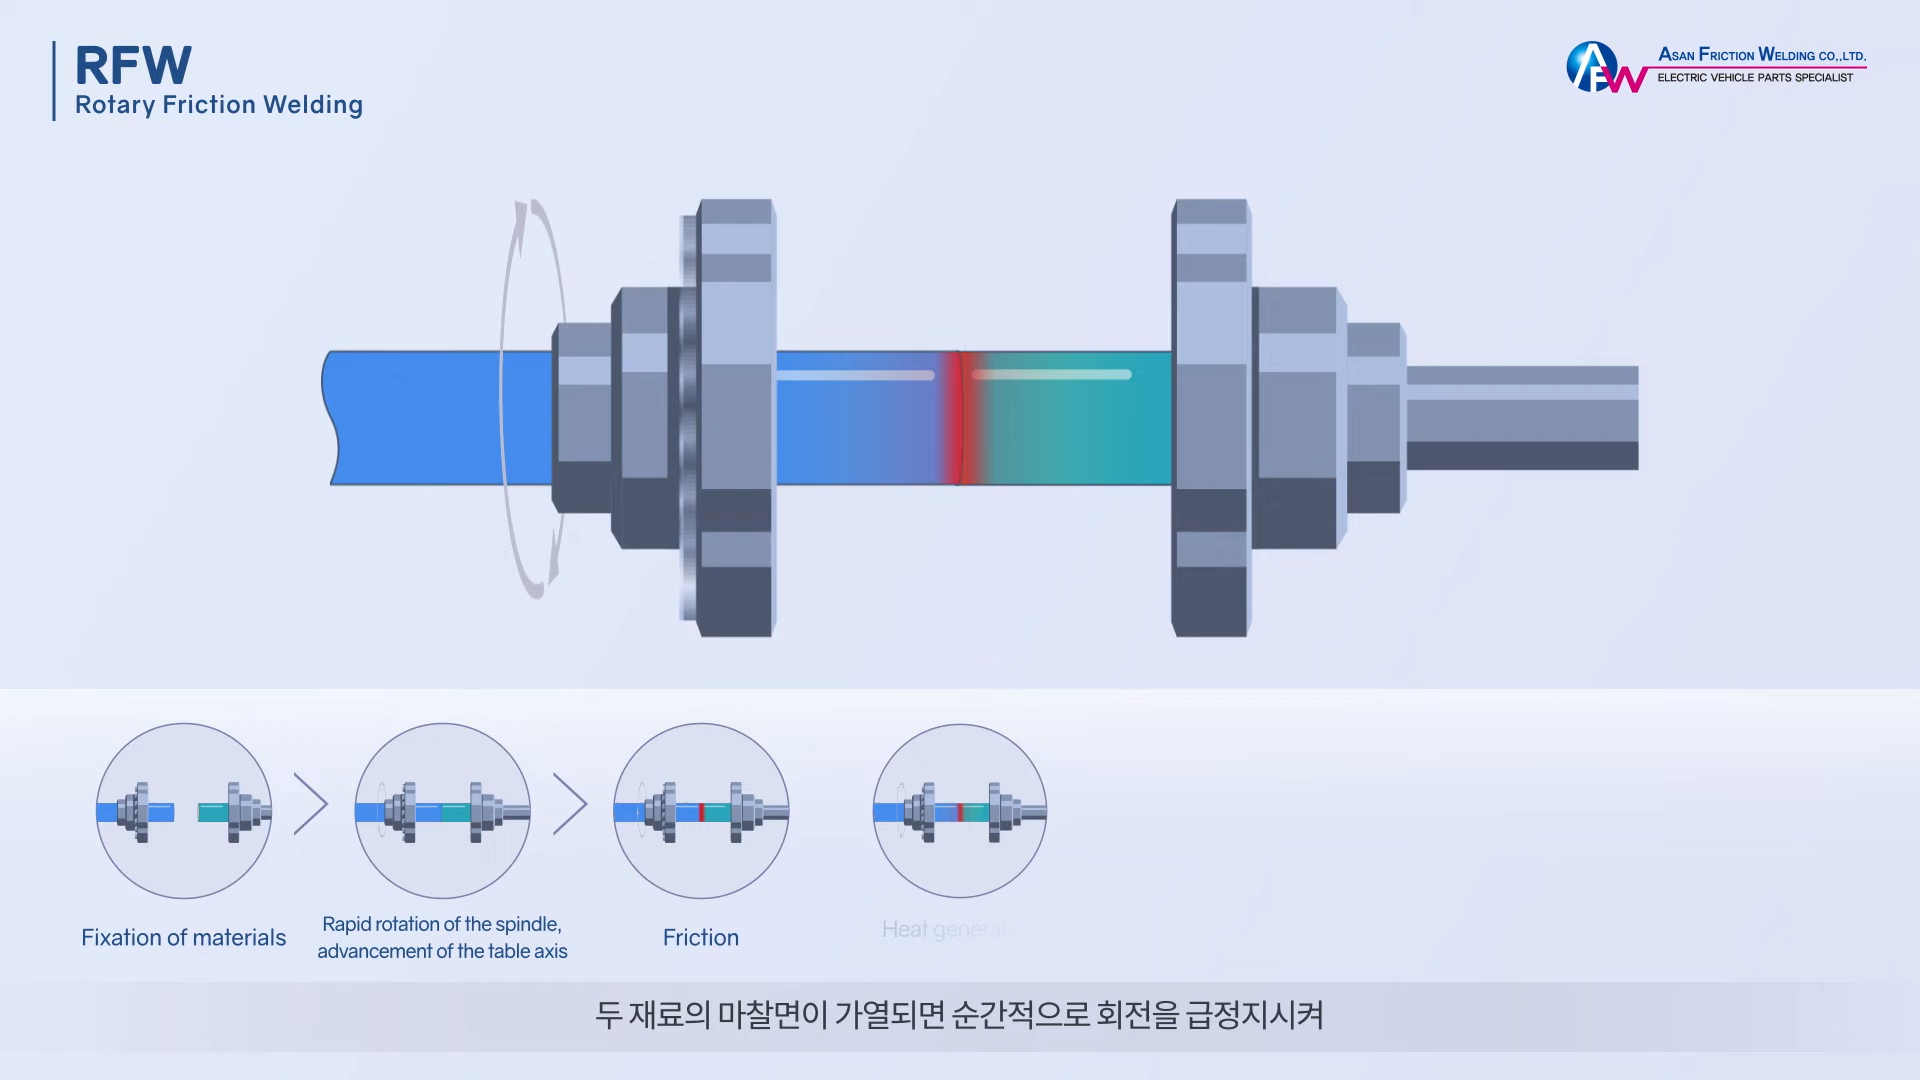 RFW
Rotary Friction Welding
AFW
ASAN FRICTION WELDING CO.,LTD.
ELECTRIC VEHICLE PARTS SPECIALIST
Fixation of materials
Rapid rotation of the spindle,
advancement of the table axis
Friction
Heat
두 재료의 마찰면이 가열되면 순간적으로 회전을 급정지시켜